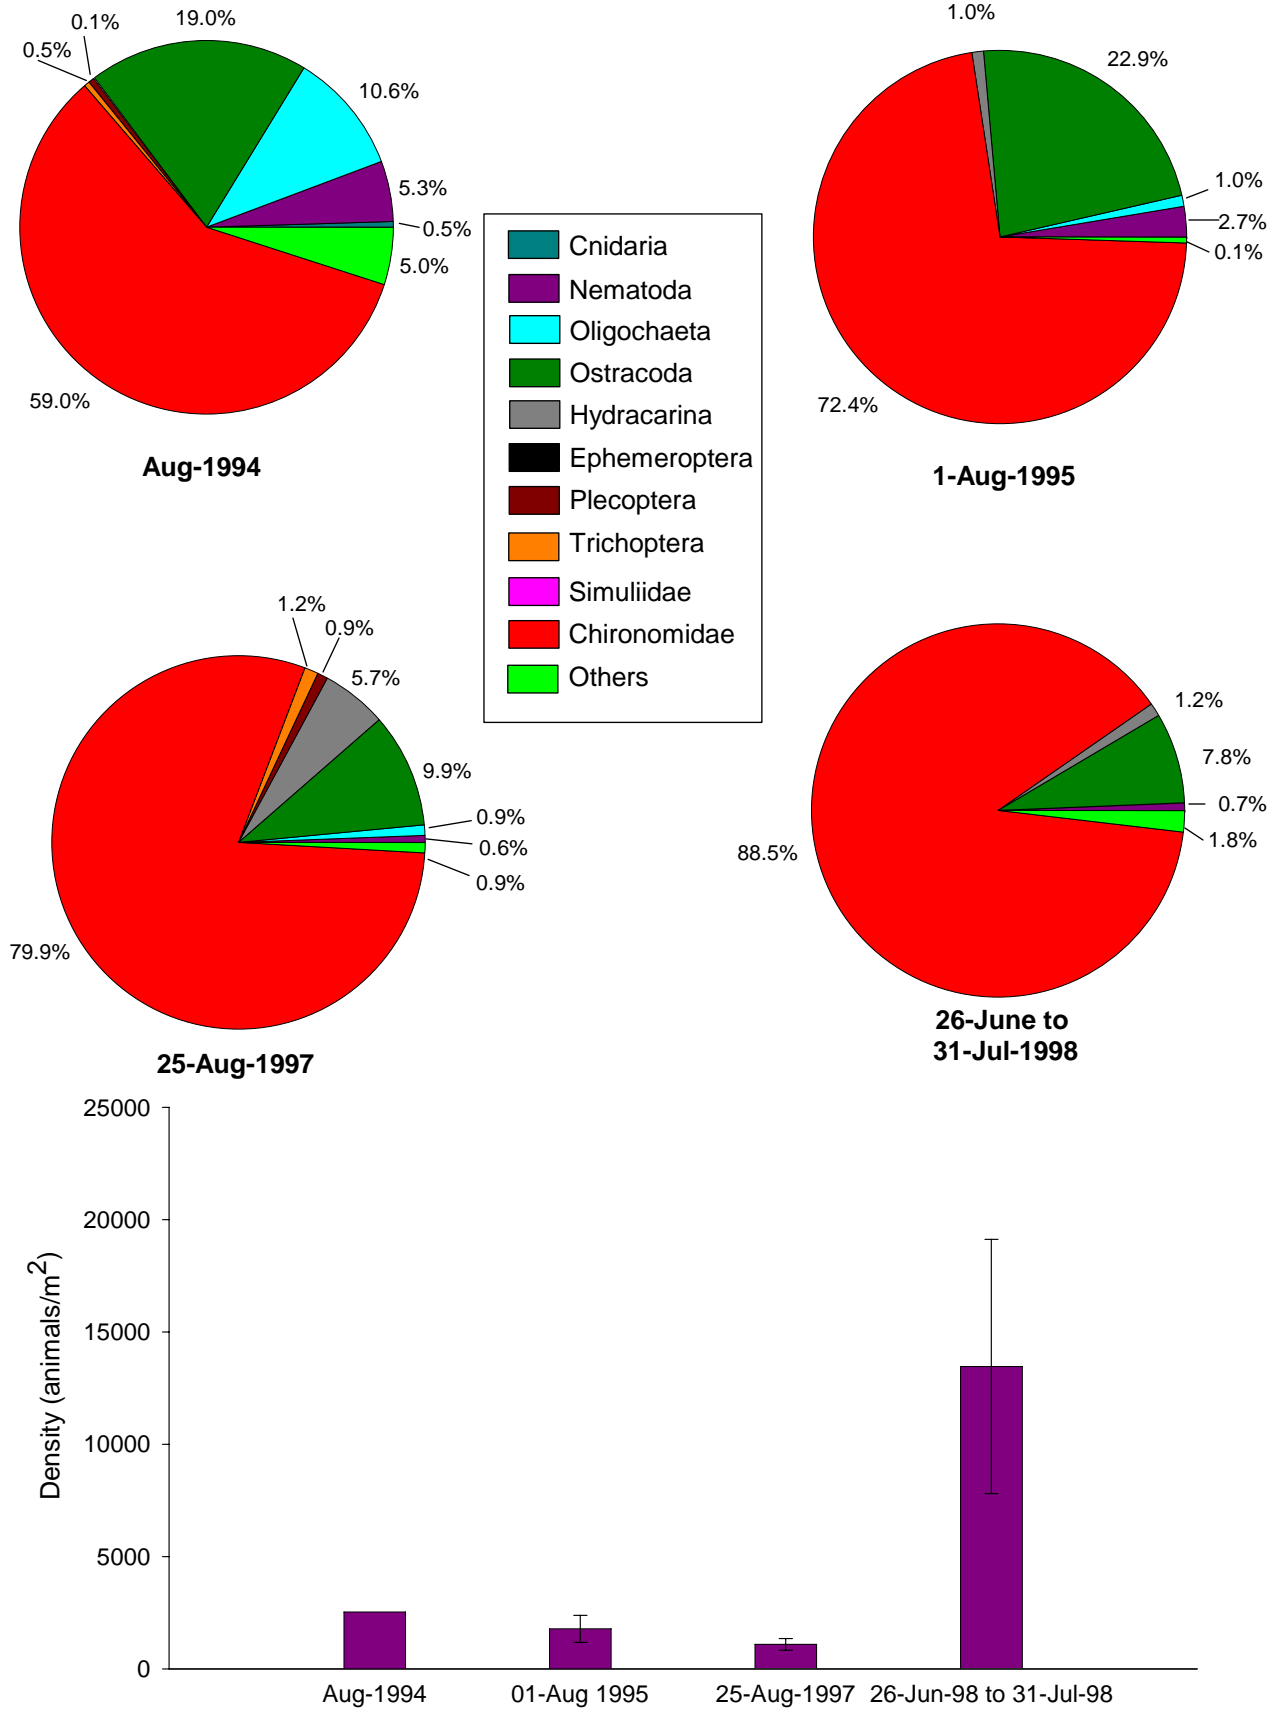 0.1%
19.0%
0.5%
10.6%
5.3%
0.5%
5.0%
59.0%
Aug-1994
1.0%
22.9%
1.0%
2.7%
0.1%
72.4%
1-Aug-1995
Cnidaria
Nematoda
Oligochaeta
Ostracoda
Hydracarina
Ephemeroptera
Plecoptera
Trichoptera
Simuliidae
Chironomidae
Others
1.2%
0.9%
5.7%
9.9%
0.9%
0.6%
0.9%
79.9%
25-Aug-1997
1.2%
7.8%
0.7%
1.8%
88.5%
26-June to
31-Jul-1998
Density (animals/m2)
25000
20000
15000
10000
5000
0
Aug-1994
01-Aug 1995
25-Aug-1997
26-Jun-98 to 31-Jul-98